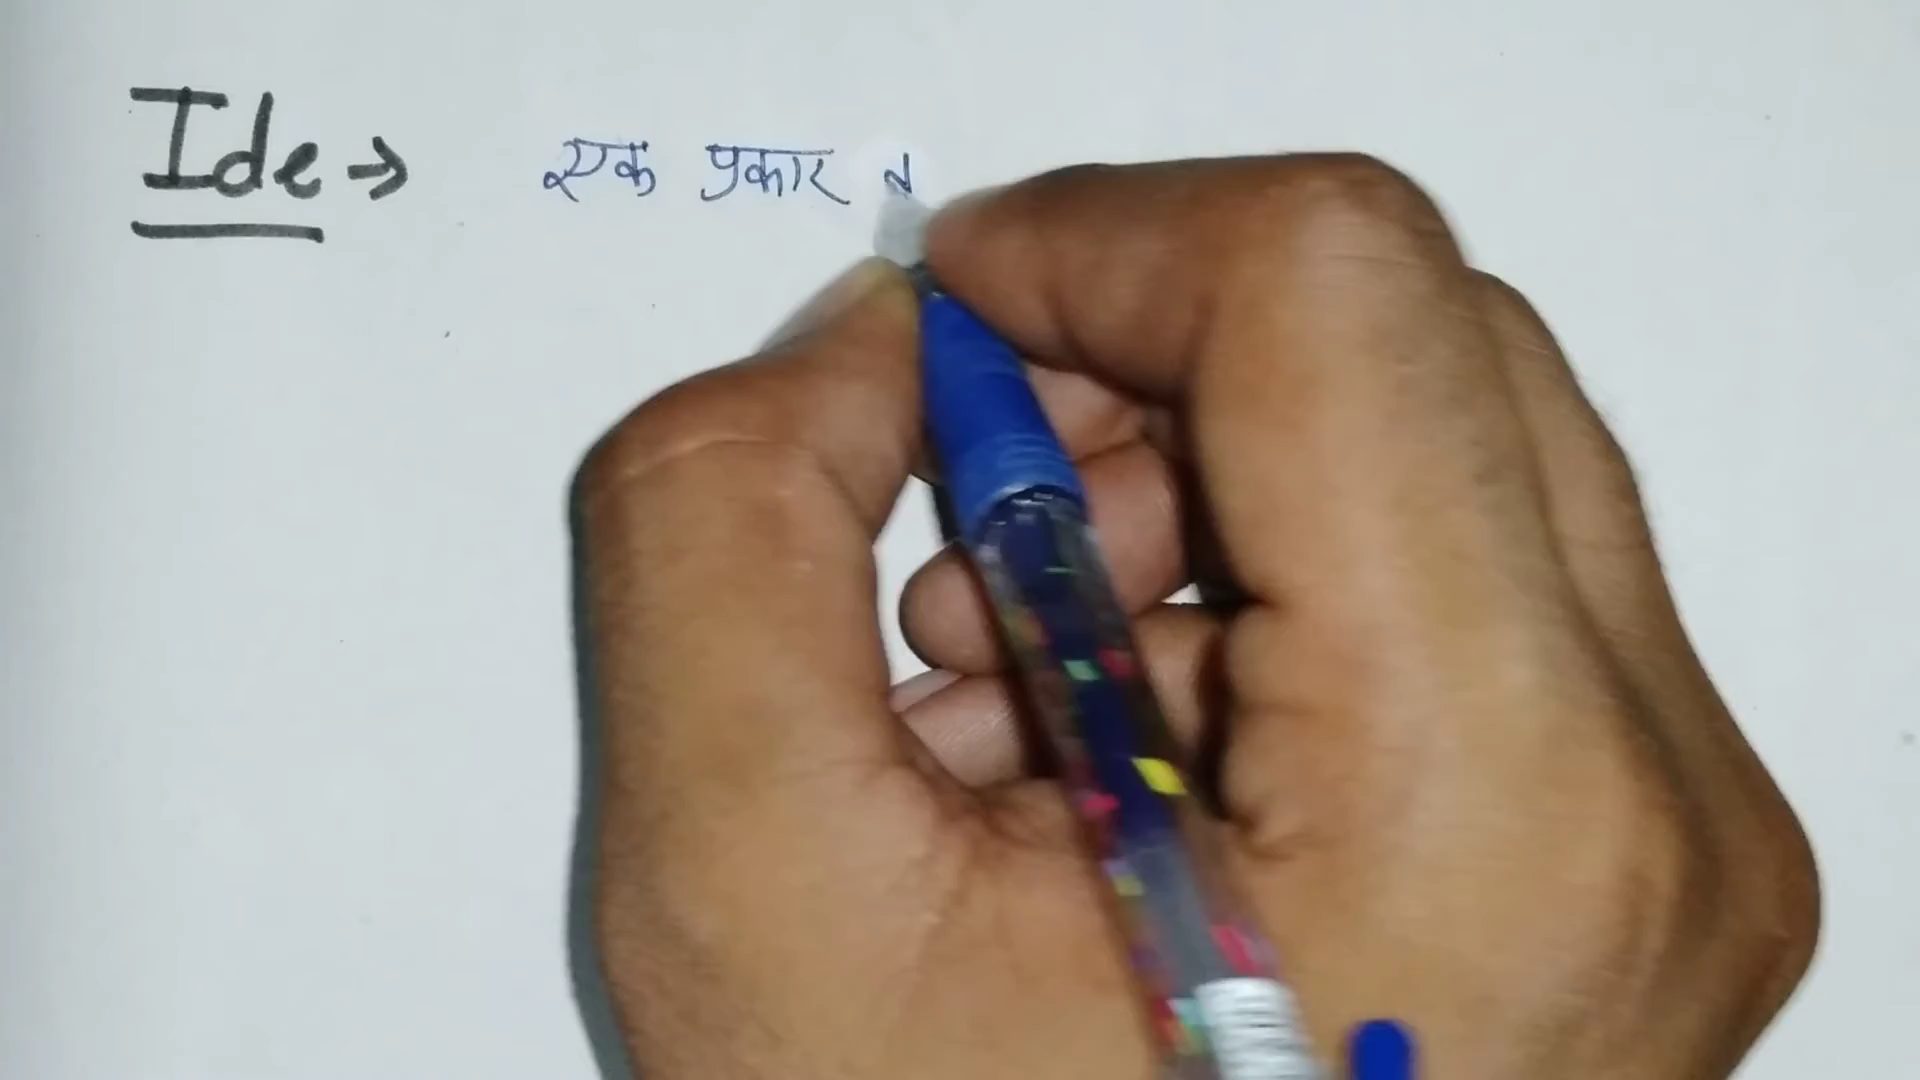 Ide → एक प्रकार